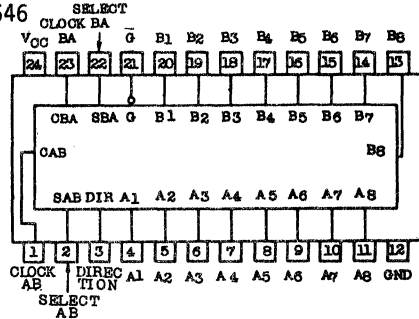 646
SELECT
CLOCK BA
VCC BA G B1 B2 B3 B4 B5 B6 B7 B8
24 23 22 21 20 19 18 17 16 15 14 13
CBA SBA G B1 B2 B3 B4 B5 B6 B7
CAB B8
SAB DIR A1 A2 A3 A4 A5 A6 A7 A8
1 2 3 4 5 6 7 8 9 10 11 12
CLOCK AB DIREC TION A1 A2 A3 A4 A5 A6 A7 A8 GND
SELECT
AB